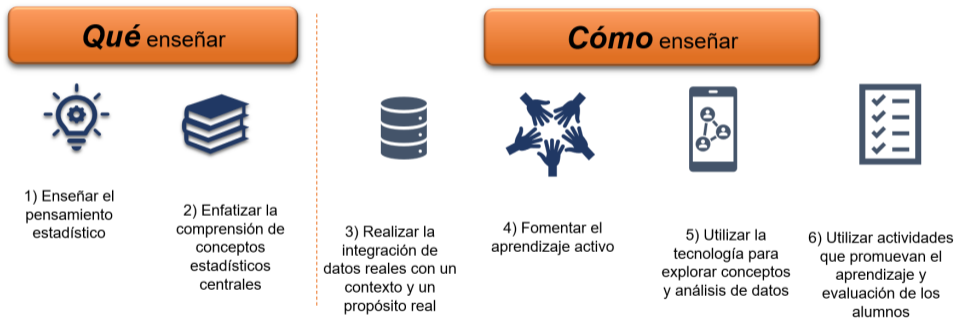 Qué enseñar
Cómo enseñar
1) Enseñar el
pensamiento
estadístico
2) Enfatizar la
comprensión de
conceptos
estadísticos
centrales
3) Realizar la
integración de
datos reales con un
contexto y un
propósito real
4) Fomentar el
aprendizaje activo
5) Utilizar la
tecnología para
explorar conceptos
y análisis de datos
6) Utilizar actividades
que promuevan el
aprendizaje y
evaluación de los
alumnos